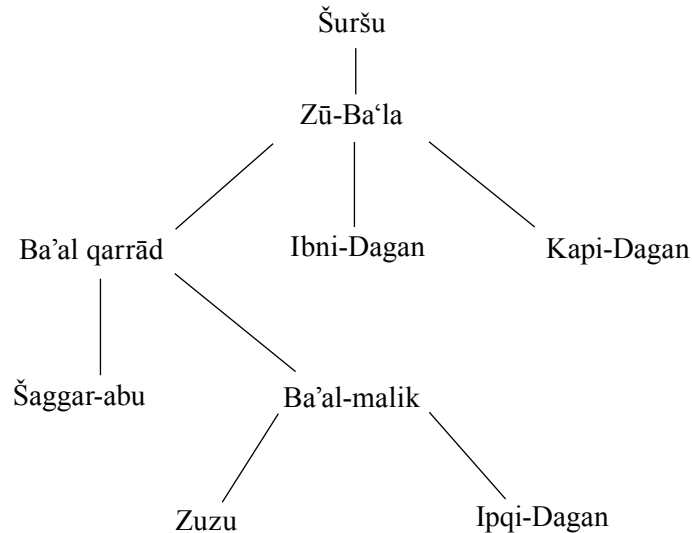 Šuršu
Zū-Ba‘la
Ba’al qarrād
Ibni-Dagan
Kapi-Dagan
Šaggar-abu
Ba’al-malik
Zuzu
Ipqi-Dagan